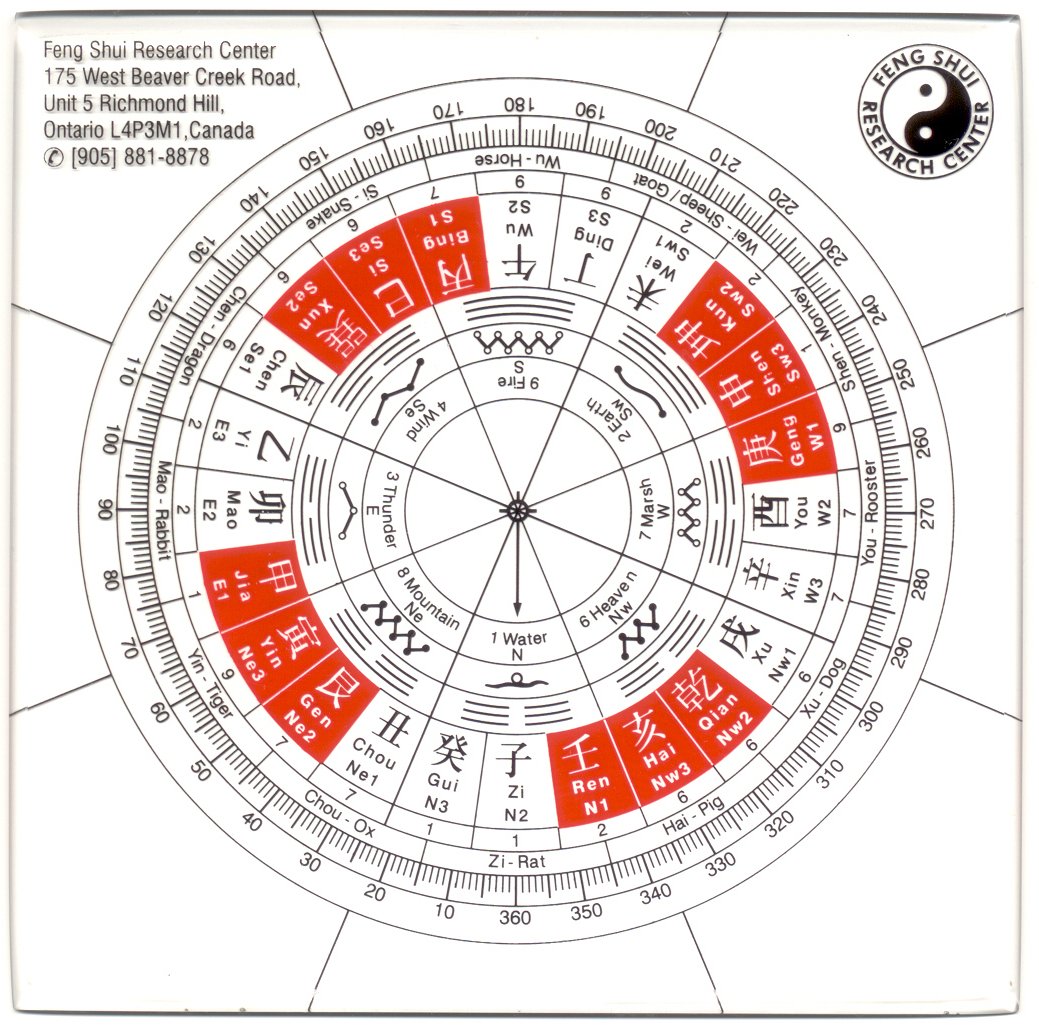 Feng Shui Research Center
175 West Beaver Creek Road,
Unit 5 Richmond Hill,
Ontario L4P3M1,Canada
✆ [905] 881-8878
FENG SHUI
RESEARCH CENTER
180
190
200
210
220
230
240
250
260
270
280
290
300
310
320
330
340
350
360
10
20
30
40
50
60
70
80
90
100
110
120
130
140
150
160
170
Wu - Horse
Wei - Sheep / Goat
Shen - Monkey
You - Rooster
Xu - Dog
Hai - Pig
Zi - Rat
Chou - Ox
Yin - Tiger
Mao - Rabbit
Chen - Dragon
Si - Snake
7
S1
Bing
丙
9
S2
Wu
午
9
S3
Ding
丁
2
Sw1
Wei
未
2
Sw2
Kun
坤
1
Sw3
Shen
申
9
W1
Geng
庚
7
W2
You
酉
7
W3
Xin
辛
戌
Xu
Nw1
6
乾
Qian
Nw2
6
亥
Hai
Nw3
6
壬
Ren
N1
2
子
Zi
N2
1
癸
Gui
N3
1
丑
Chou
Ne1
7
艮
Gen
Ne2
7
寅
Yin
Ne3
9
甲
Jia
E1
1
卯
Mao
E2
2
乙
Yi
E3
2
辰
Chen
Se1
6
巽
Xun
Se2
6
巳
Si
Se3
6
9 Fire
S
2 Earth
Sw
7 Marsh
W
6 Heaven
Nw
1 Water
N
8 Mountain
Ne
3 Thunder
E
4 Wind
Se